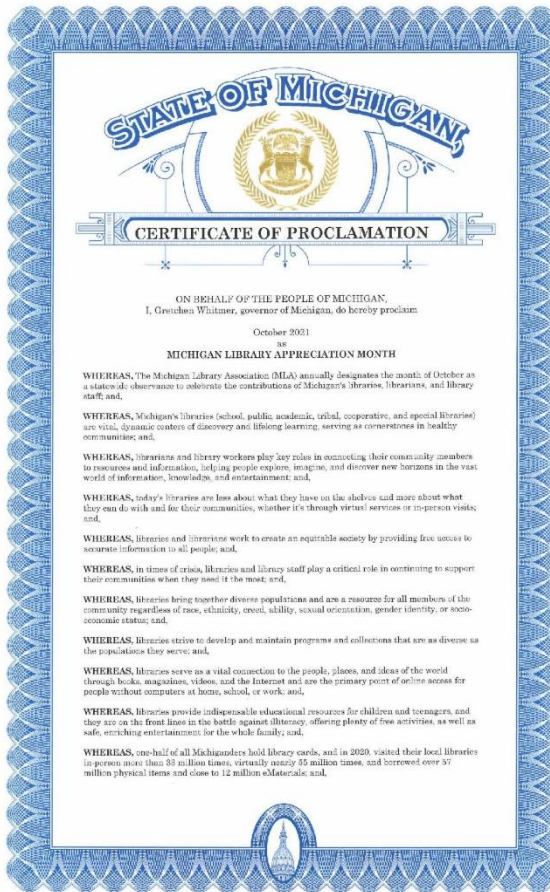 STATE OF MICHIGAN
CERTIFICATE OF PROCLAMATION
ON BEHALF OF THE PEOPLE OF MICHIGAN,
I, Gretchen Whitmer, governor of Michigan, do hereby proclaim
October 2021
as
MICHIGAN LIBRARY APPRECIATION MONTH
WHEREAS, The Michigan Library Association (MLA) annually designates the month of October as
a statewide observance to celebrate the contributions of Michigan's libraries, librarians, and library
staff; and,
WHEREAS, Michigan's libraries (school, public, academic, tribal, cooperative, and special libraries)
are vital, dynamic centers of discovery and lifelong learning, serving as cornerstones in healthy
communities; and,
WHEREAS, librarians and library workers play key roles in connecting their community members
to resources and information, helping people explore, imagine, and discover new horizons in the vast
world of information, knowledge, and entertainment; and,
WHEREAS, today's libraries are less about what they have on the shelves and more about what
they can do with and for their communities, whether it's through virtual services or in-person visits;
and,
WHEREAS, libraries and librarians work to create an equitable society by providing free access to
accurate information to all people; and,
WHEREAS, in times of crisis, libraries and library staff play a critical role in continuing to support
their communities when they need it the most; and,
WHEREAS, libraries bring together diverse populations and are a resource for all members of the
community regardless of race, ethnicity, creed, ability, sexual orientation, gender identity, or socio-
economic status; and,
WHEREAS, libraries strive to develop and maintain programs and collections that are as diverse as
the populations they serve; and,
WHEREAS, libraries serve as a vital connection to the people, places, and ideas of the world
through books, magazines, videos, and the Internet and are the primary point of online access for
people without computers at home, school, or work; and,
WHEREAS, libraries provide indispensable educational resources for children and teenagers, and
they are on the front lines in the battle against illiteracy, offering plenty of free activities, as well as
safe, enriching entertainment for the whole family; and,
WHEREAS, one-half of all Michiganders hold library cards, and in 2020, visited their local libraries
in-person more than 38 million times, virtually nearly 55 million times, and borrowed over 57
million physical items and close to 12 million eMaterials; and,